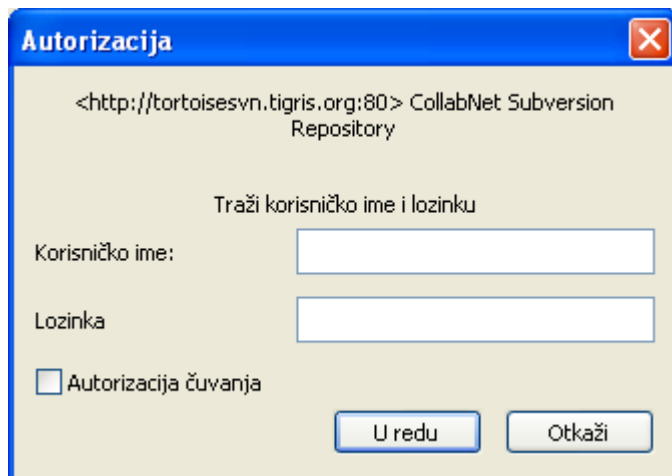 Autorizacija
<http://tortoisesvn.tigris.org:80> CollabNet Subversion
Repository
Traži korisničko ime i lozinku
Korisničko ime:
Lozinka
Autorizacija čuvanja
U redu
Otkaži